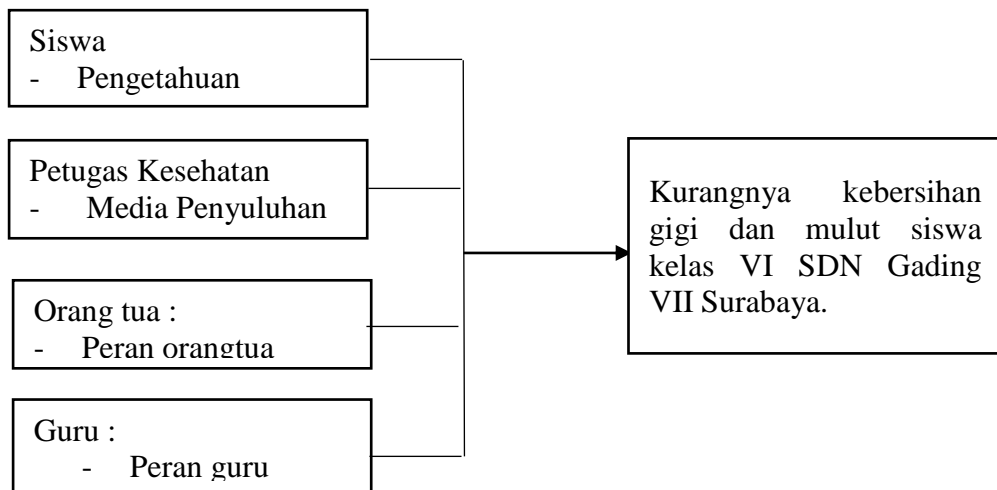 Siswa
- Pengetahuan
Petugas Kesehatan
- Media Penyuluhan
Orang tua :
- Peran orangtua
Guru :
- Peran guru
Kurangnya kebersihan
gigi dan mulut siswa
kelas VI SDN Gading
VII Surabaya.